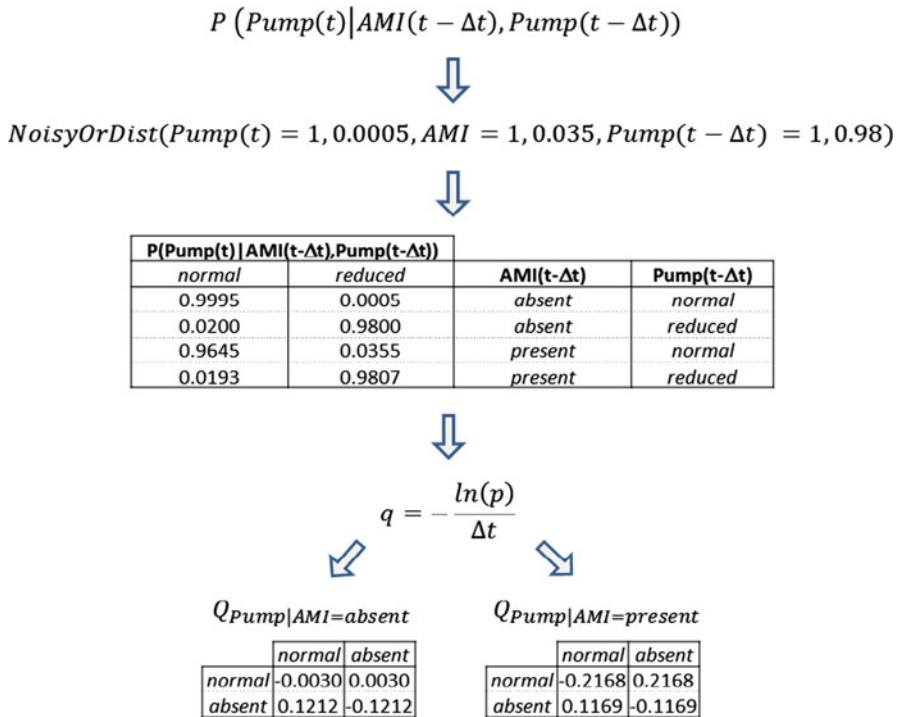 P (Pump(t)|AMI(t − Δt), Pump(t − Δt))
NoisyOrDist(Pump(t) = 1, 0.0005, AMI = 1, 0.035, Pump(t − Δt) = 1, 0.98)
P(Pump(t)|AMI(t-Δt),Pump(t-Δt))
normal reduced AMI(t-Δt) Pump(t-Δt)
0.9995 0.0005 absent normal
0.0200 0.9800 absent reduced
0.9645 0.0355 present normal
0.0193 0.9807 present reduced
q = − ln(p) / Δt
Q Pump|AMI=absent
normal absent
normal -0.0030 0.0030
absent 0.1212 -0.1212
Q Pump|AMI=present
normal absent
normal -0.2168 0.2168
absent 0.1169 -0.1169